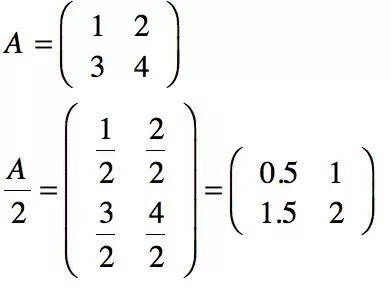 A = ( 1 2
3 4 )
A/2 = ( 1/2 2/2
3/2 4/2 ) = ( 0.5 1
1.5 2 )